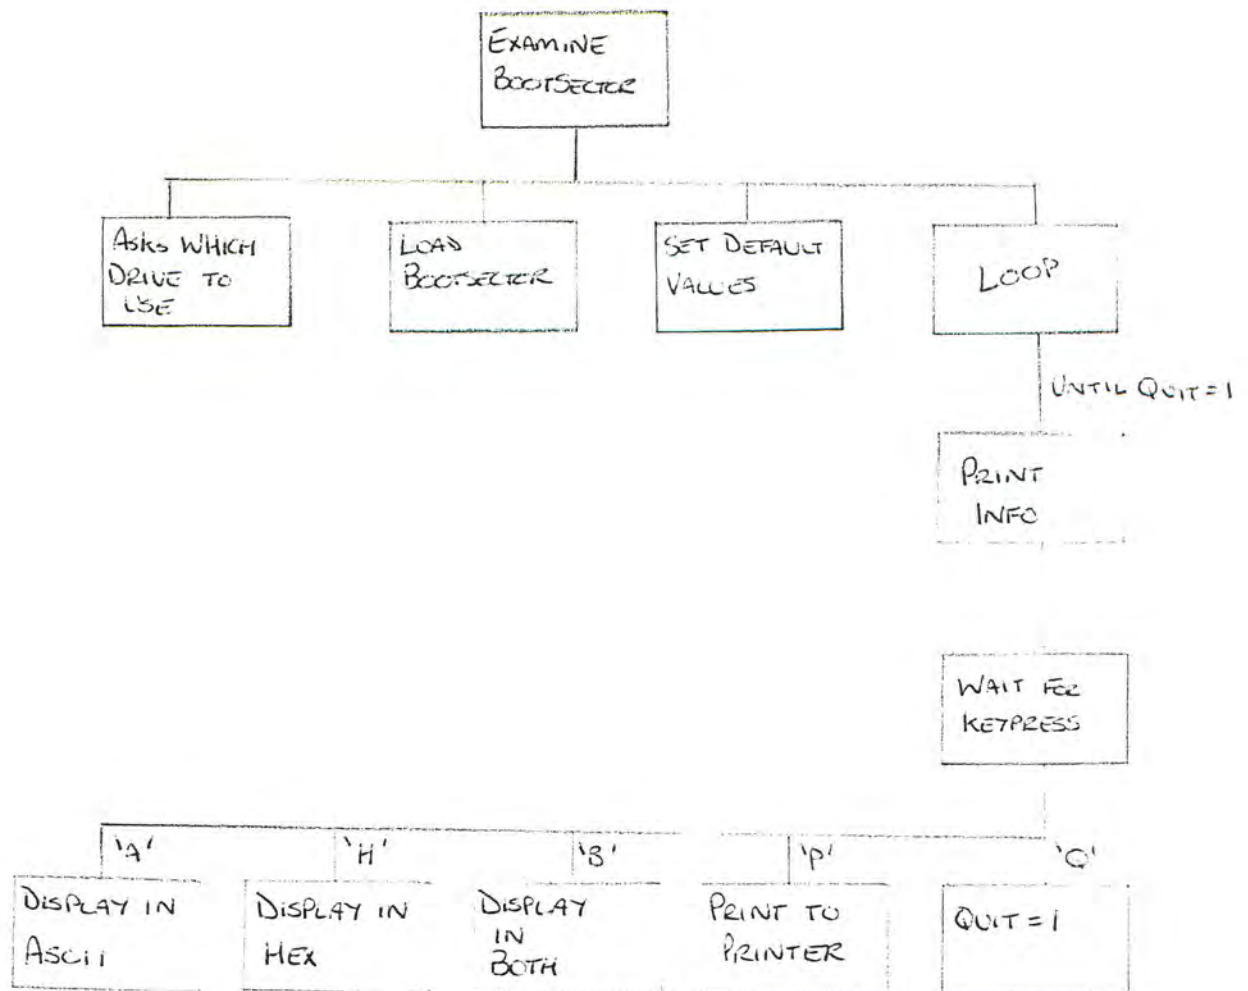 EXAMINE
BOOTSECTOR
ASKS WHICH
DRIVE TO
USE
LOAD
BOOTSECTOR
SET DEFAULT
VALUES
LOOP
UNTIL QUIT = 1
PRINT
INFO
WAIT FOR
KEYPRESS
'A'
'H'
'B'
'P'
'Q'
DISPLAY IN
ASCII
DISPLAY IN
HEX
DISPLAY
IN
BOTH
PRINT TO
PRINTER
QUIT = 1